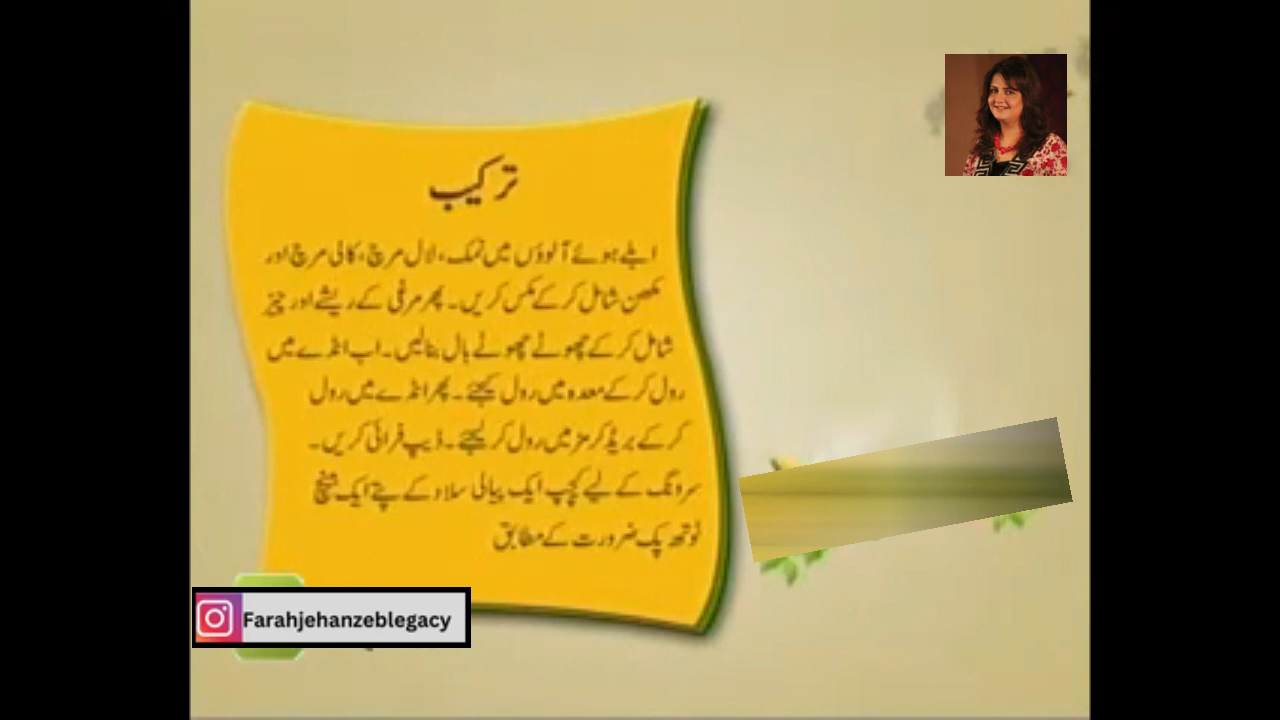 ترکیب
ابلے ہوئے آلوؤں میں نمک، لال مرچ، کالی مرچ اور
مکھن شامل کر کے مکس کریں۔ پھر مرغی کے ریشے اور چیز
شامل کر کے چھوٹے چھوٹے بال بنالیں۔ اب انڈے میں
رول کر کے معدہ میں رول کیجئے۔ پھر انڈے میں رول
کر کے بریڈ کرمز میں رول کر لیجئے۔ ڈیپ فرائی کریں۔
سرونگ کے لیے کیچپ ایک پیالی سلاد کے پتے ایک گنج
ٹوتھ پک ضرورت کے مطابق
Farahjehanzeblegacy